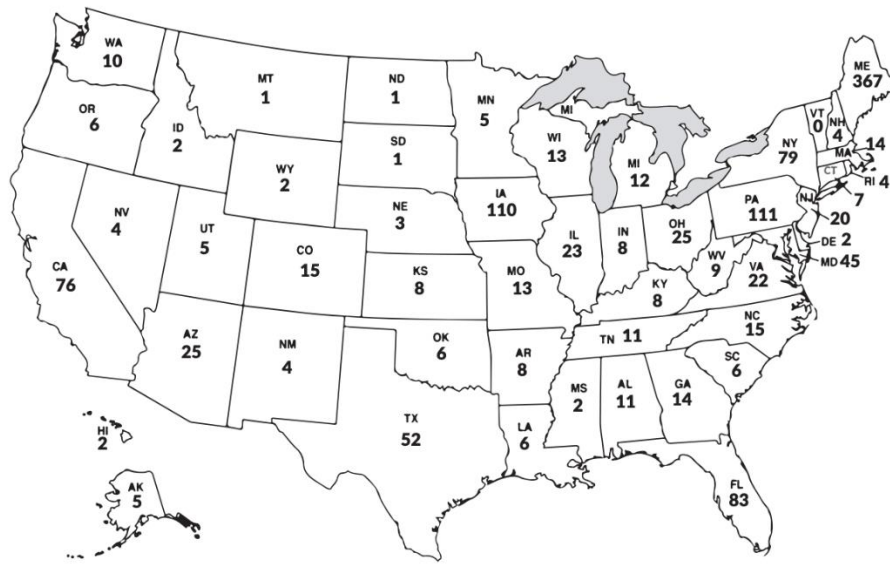 WA
10
OR
6
CA
76
NV
4
ID
2
MT
1
WY
2
UT
5
AZ
25
CO
15
NM
4
ND
1
SD
1
NE
3
KS
8
OK
6
TX
52
MN
5
IA
110
MO
13
AR
8
LA
6
WI
13
IL
23
MI
MI
12
IN
8
OH
25
KY
8
TN 11
MS
2
AL
11
GA
14
FL
83
SC
6
NC
15
VA
22
WV
9
PA
111
NY
79
VT
0
NH
4
ME
367
MA
14
RI 4
CT
7
NJ
20
DE 2
MD 45
HI
2
AK
5